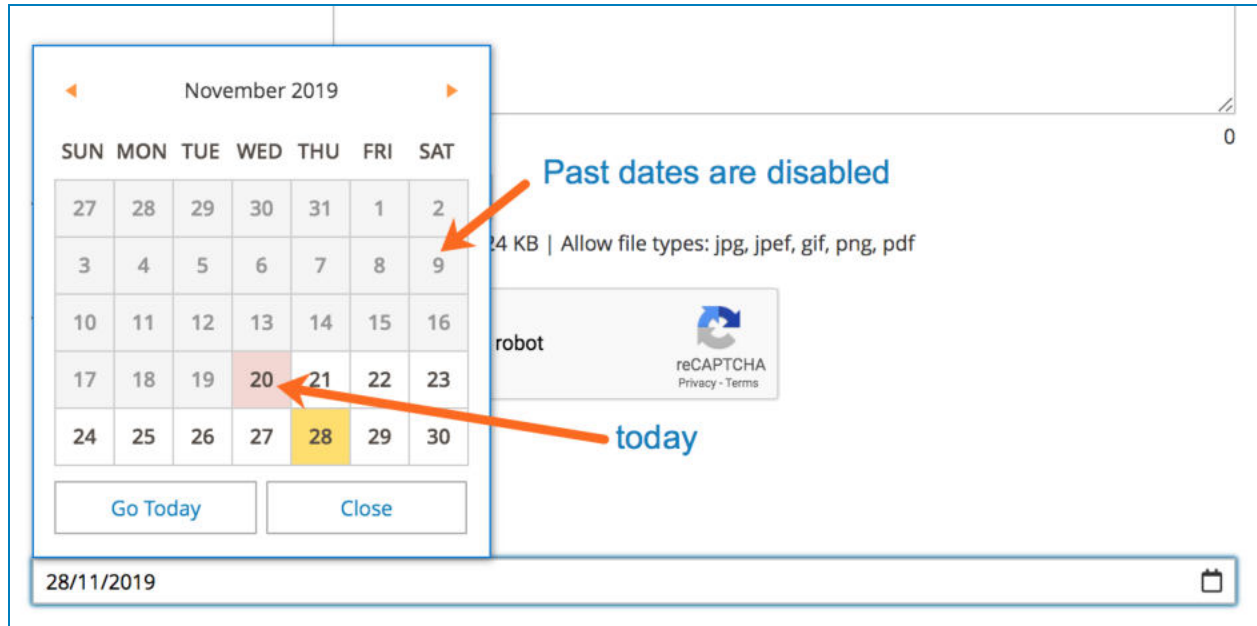 November 2019
SUN MON TUE WED THU FRI SAT
27 28 29 30 31 1 2
3 4 5 6 7 8 9
10 11 12 13 14 15 16
17 18 19 20 21 22 23
24 25 26 27 28 29 30
Go Today Close
0
Past dates are disabled
24 KB | Allow file types: jpg, jpef, gif, png, pdf
robot
reCAPTCHA
Privacy - Terms
today
28/11/2019